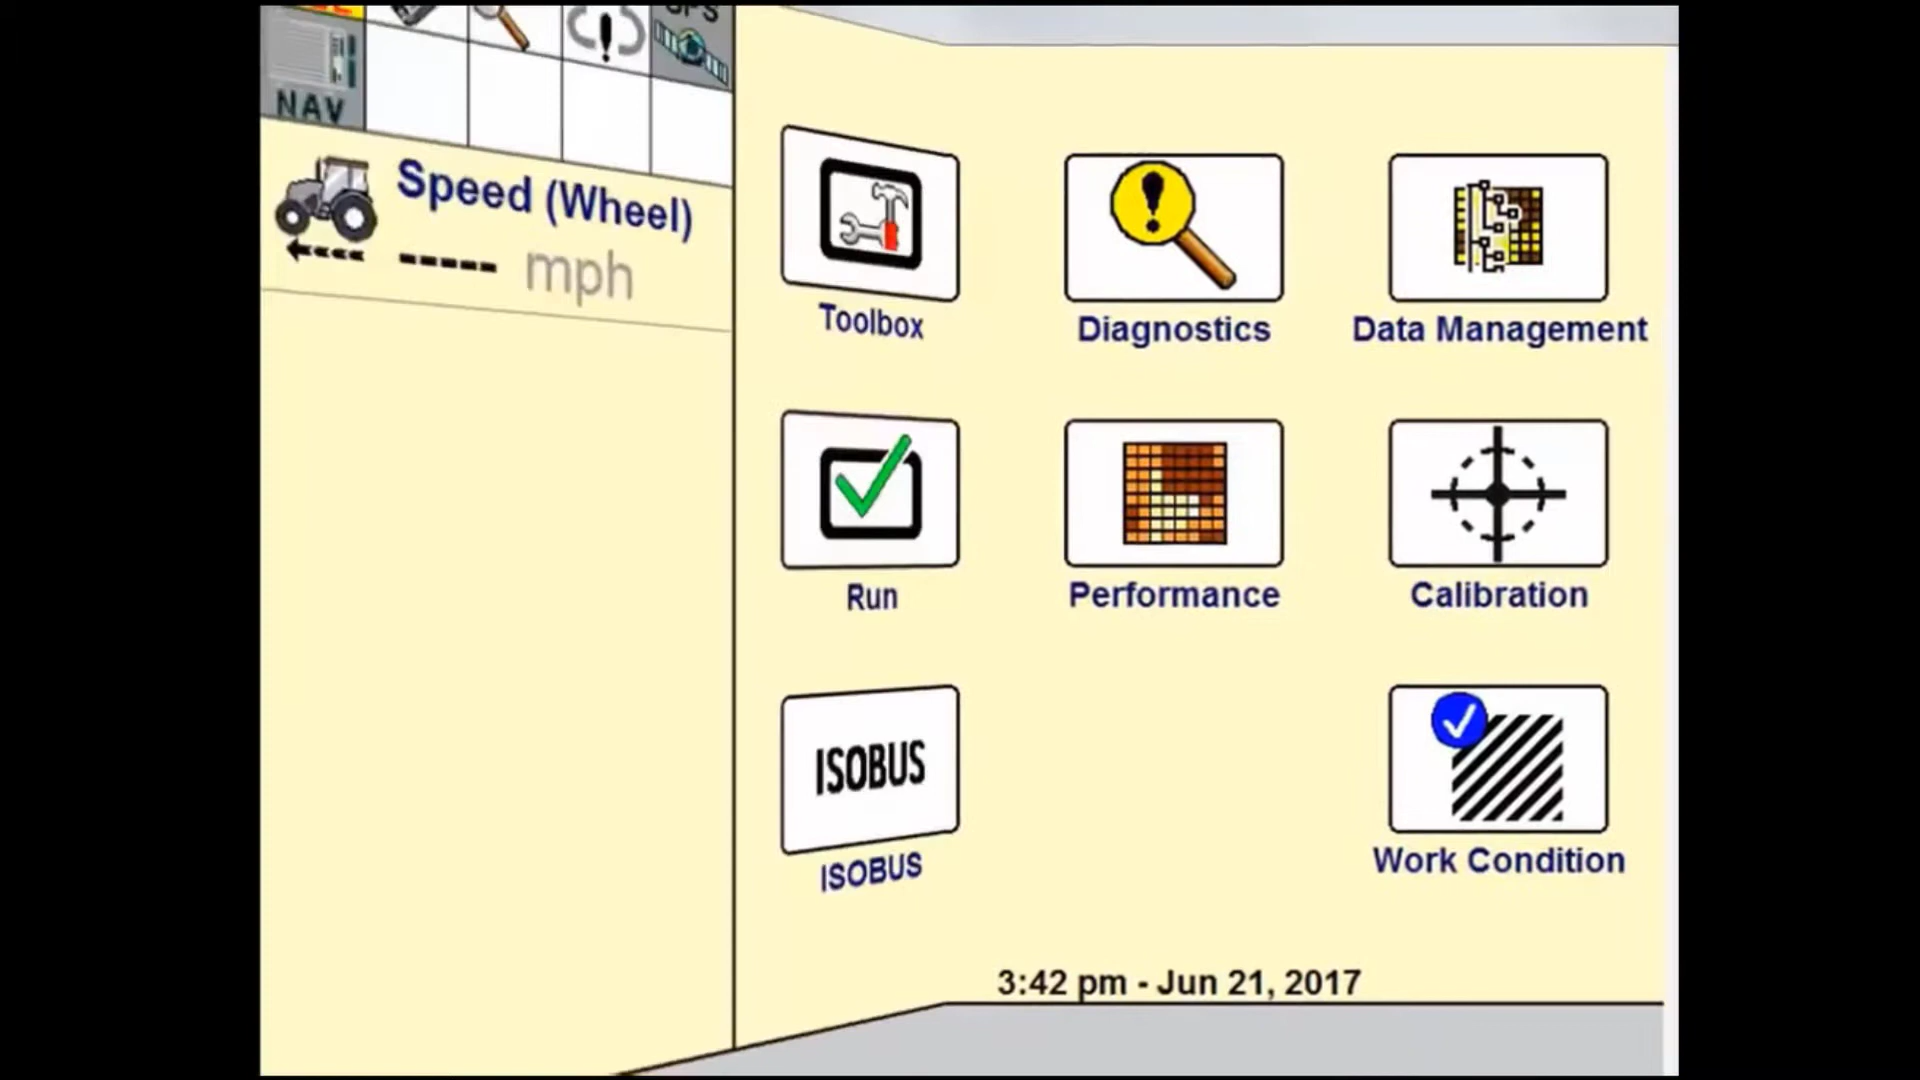 NAV
Speed (Wheel)
----- mph
Toolbox
Diagnostics
Data Management
Run
Performance
Calibration
ISOBUS
ISOBUS
Work Condition
3:42 pm - Jun 21, 2017